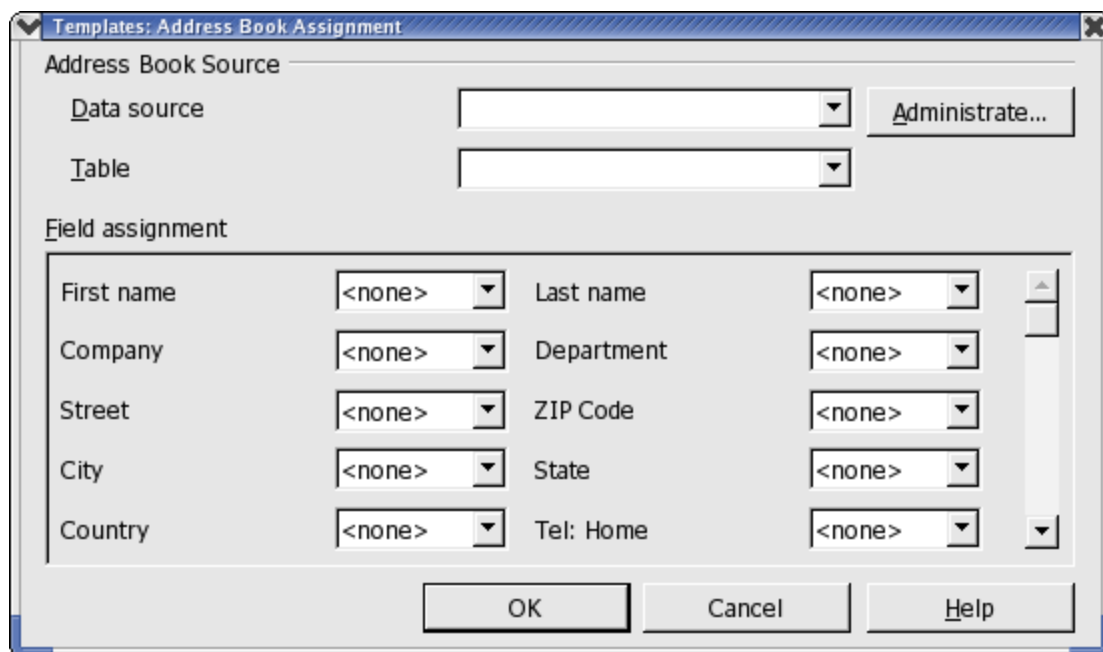 Templates: Address Book Assignment
Address Book Source
Data source
Administrate...
Table
Field assignment
First name <none> Last name <none>
Company <none> Department <none>
Street <none> ZIP Code <none>
City <none> State <none>
Country <none> Tel: Home <none>
OK Cancel Help